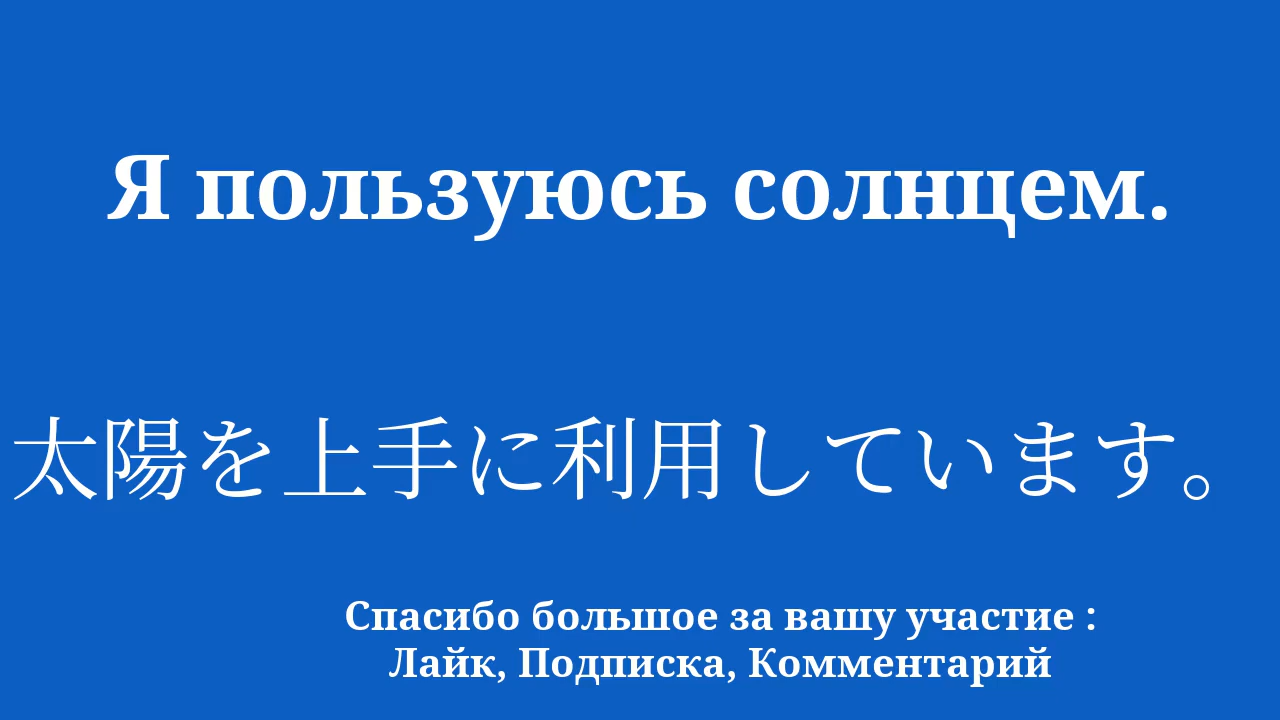 Я пользуюсь солнцем.
太陽を上手に利用しています。
Спасибо большое за вашу участие :
Лайк, Подписка, Комментарий